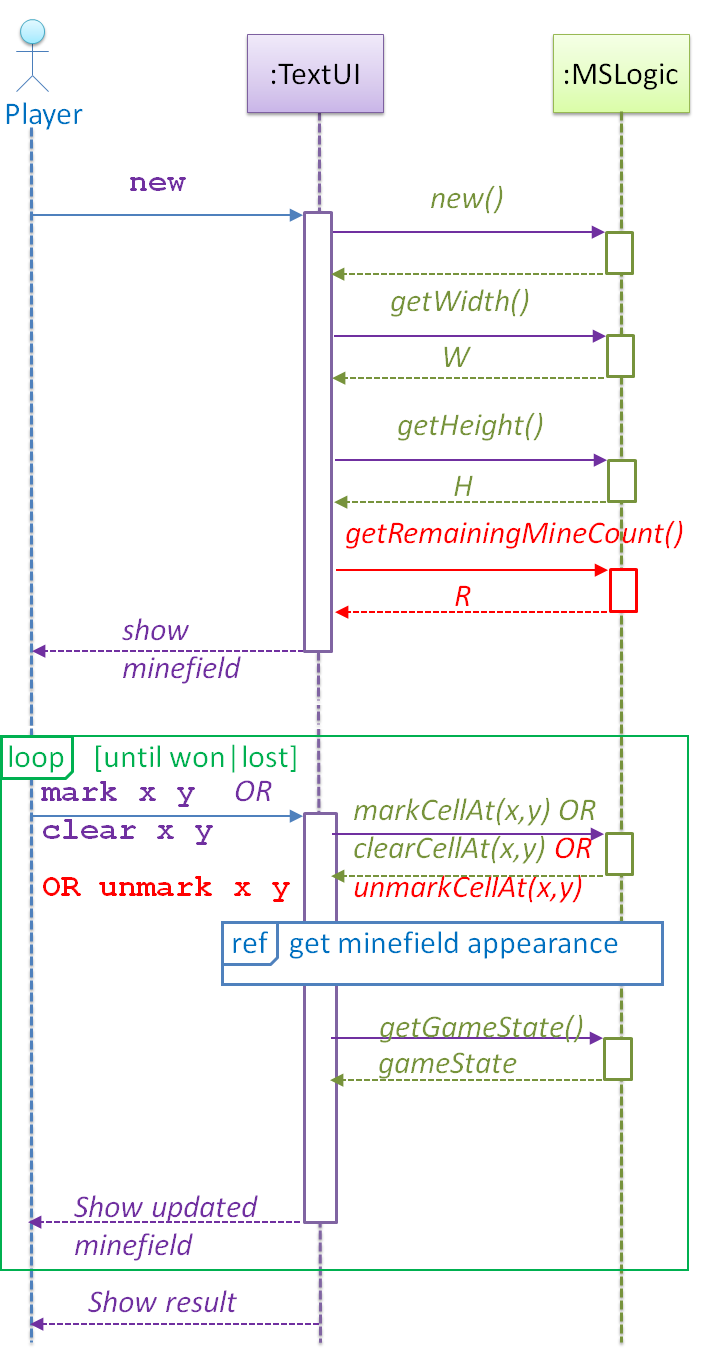 :TextUI
:MSLogic
Player
new
new()
getWidth()
W
getHeight()
H
getRemainingMineCount()
R
show
minefield
loop
[until won|lost]
mark x y OR
clear x y
OR unmark x y
markCellAt(x,y) OR
clearCellAt(x,y) OR
unmarkCellAt(x,y)
ref
get minefield appearance
getGameState()
gameState
Show updated
minefield
Show result